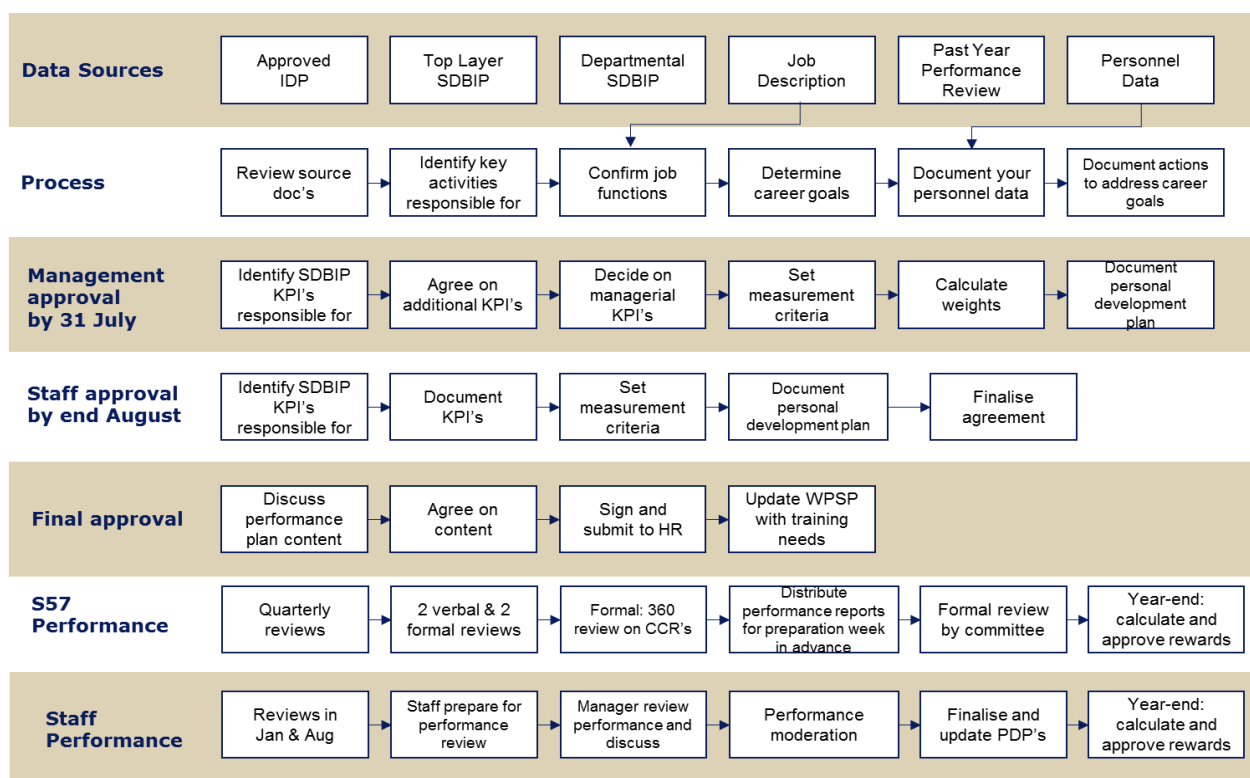 Data Sources
Approved
IDP
Top Layer
SDBIP
Departmental
SDBIP
Job
Description
Past Year
Performance
Review
Personnel
Data
Process
Review source
doc's
Identify key
activities
responsible for
Confirm job
functions
Determine
career goals
Document your
personnel data
Document actions
to address career
goals
Management
approval
by 31 July
Identify SDBIP
KPI's
responsible for
Agree on
additional KPI's
Decide on
managerial
KPI's
Set
measurement
criteria
Calculate
weights
Document
personal
development
plan
Staff approval
by end August
Identify SDBIP
KPI's
responsible for
Document
KPI's
Set
measurement
criteria
Document
personal
development plan
Finalise
agreement
Final approval
Discuss
performance
plan content
Agree on
content
Sign and
submit to HR
Update WPSP
with training
needs
S57
Performance
Quarterly
reviews
2 verbal & 2
formal reviews
Formal: 360
review on CCR's
Distribute
performance reports
for preparation week
in advance
Formal review
by committee
Year-end:
calculate and
approve rewards
Staff
Performance
Reviews in
Jan & Aug
Staff prepare for
performance
review
Manager review
performance and
discuss
Performance
moderation
Finalise and
update PDP's
Year-end:
calculate and
approve rewards